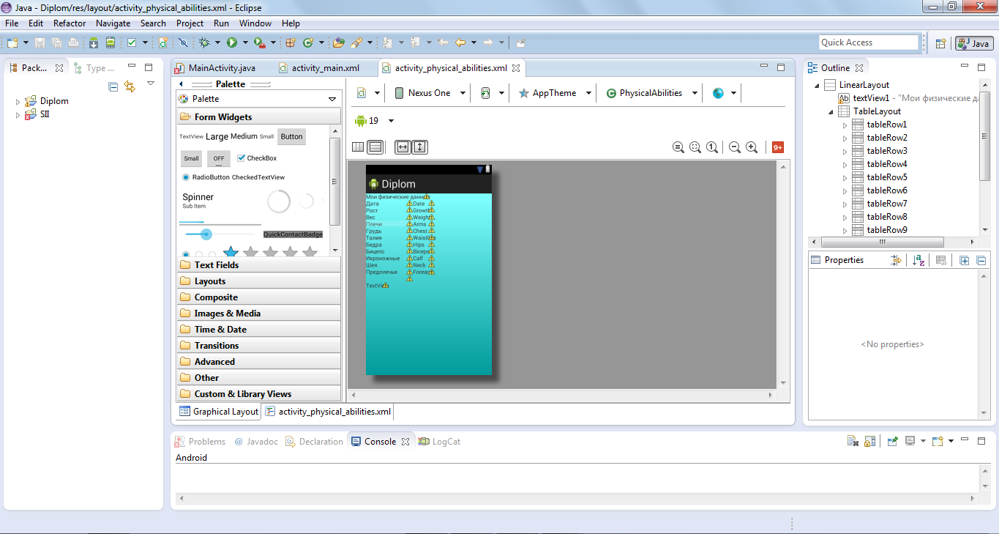 Java - Diplom/res/layout/activity_physical_abilities.xml - Eclipse
File Edit Refactor Navigate Search Project Run Window Help
Quick Access
Java
Pack...
Type ...
Diplom
SII
MainActivity.java
activity_main.xml
activity_physical_abilities.xml
Palette
Palette
Form Widgets
TextView Large Medium Small Button
Small OFF CheckBox
RadioButton CheckedTextView
Spinner
Sub Item
QuickContactBadge
Text Fields
Layouts
Composite
Images & Media
Time & Date
Transitions
Advanced
Other
Custom & Library Views
Nexus One
AppTheme
PhysicalAbilities
19
1
9+
Diplom
Мои физические данны
Дата Date
Рост Growth
Вес Weight
Плечи Arms
Грудь Chest
Талия Waistline
Бедра Hips
Бицепс Biceps
Икроножные Calf
Шея Neck
Предплечья Forear
TextVi
Graphical Layout
activity_physical_abilities.xml
Outline
LinearLayout
Ab textView1 - "Мои физические да
TableLayout
tableRow1
tableRow2
tableRow3
tableRow4
tableRow5
tableRow6
tableRow7
tableRow8
tableRow9
Properties
<No properties>
Problems
@ Javadoc
Declaration
Console
LogCat
Android